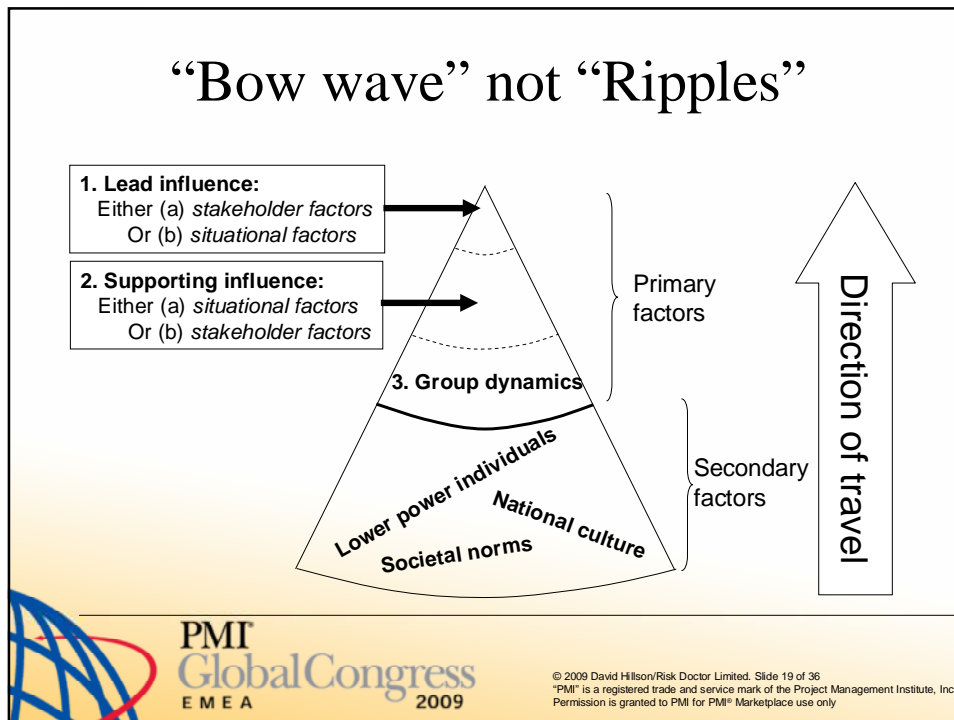 “Bow wave” not “Ripples”
1. Lead influence:
Either (a) stakeholder factors
Or (b) situational factors
2. Supporting influence:
Either (a) situational factors
Or (b) stakeholder factors
3. Group dynamics
Primary
factors
Lower power individuals
National culture
Societal norms
Secondary
factors
Direction of travel
PMI®
GlobalCongress
EMEA 2009
© 2009 David Hillson/Risk Doctor Limited. Slide 19 of 36
“PMI” is a registered trade and service mark of the Project Management Institute, Inc
Permission is granted to PMI for PMI® Marketplace use only